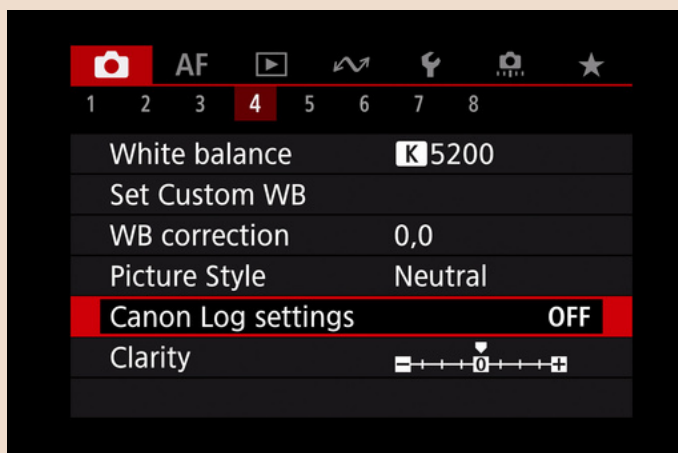 AF
1 2 3 4 5 6 7 8
White balance K 5200
Set Custom WB
WB correction 0,0
Picture Style Neutral
Canon Log settings OFF
Clarity 0